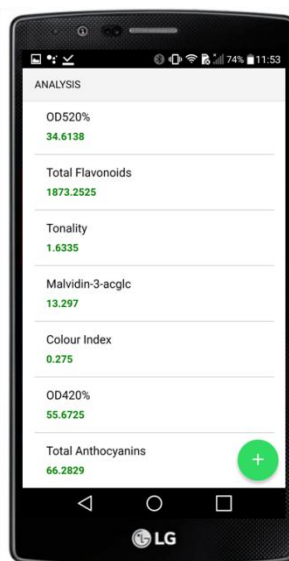 74% 11:53
ANALYSIS
OD520%
34.6138
Total Flavonoids
1873.2525
Tonality
1.6335
Malvidin-3-acglc
13.297
Colour Index
0.275
OD420%
55.6725
Total Anthocyanins
66.2829
+
LG